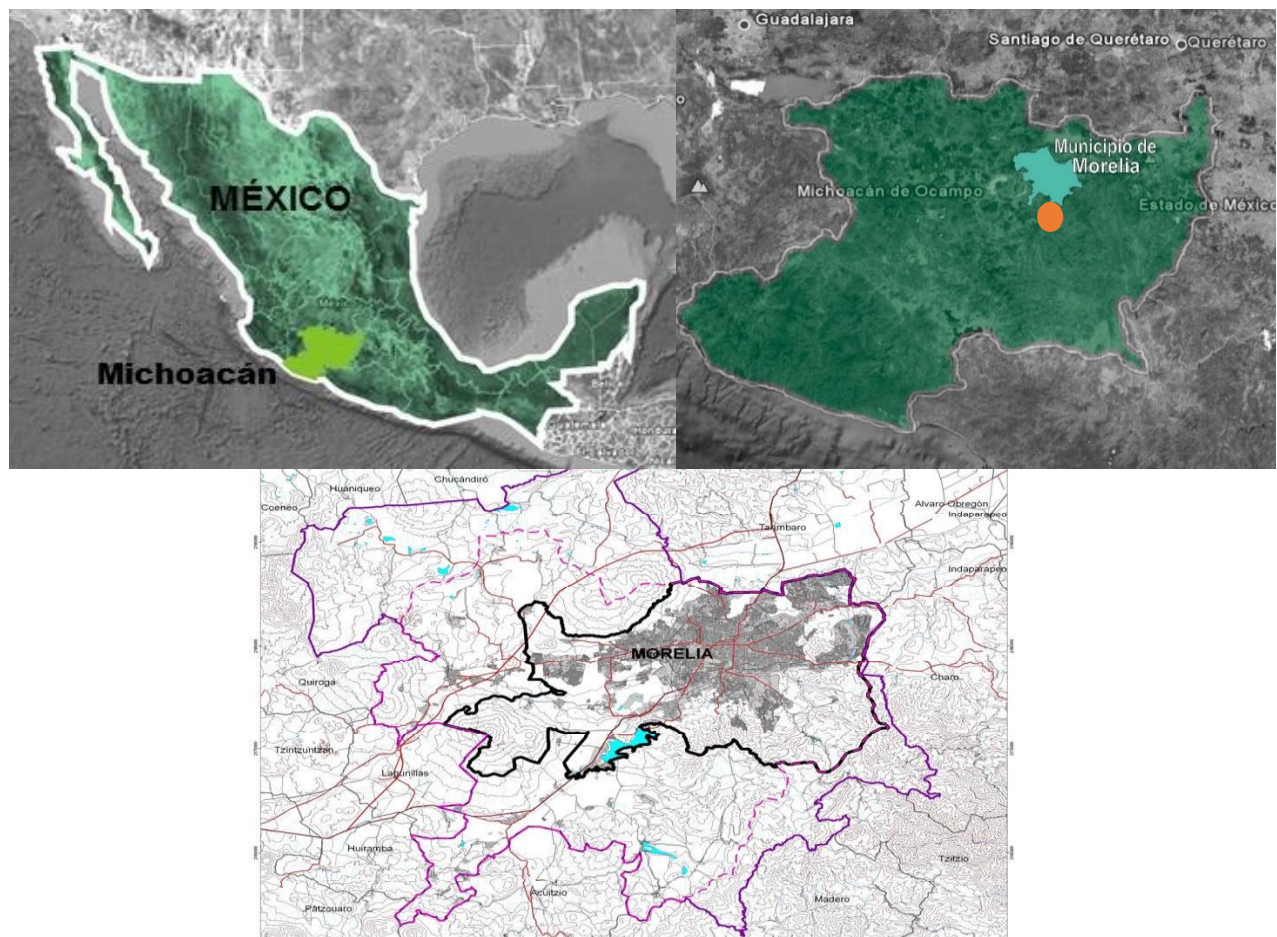 MÉXICO
Michoacán
Guadalajara
Santiago de Querétaro
Querétaro
Municipio de
Morelia
Michoacán de Ocampo
Estado de México
Huaniqueo
Chucándiro
Coeneo
Alvaro Obregón
Indaparapeo
Tarimbaro
Indaparapeo
MORELIA
Quiroga
Charo
Tzintzuntzan
Lagunillas
Huiramba
Tzitzio
Acuitzio
Pátzcuaro
Madero